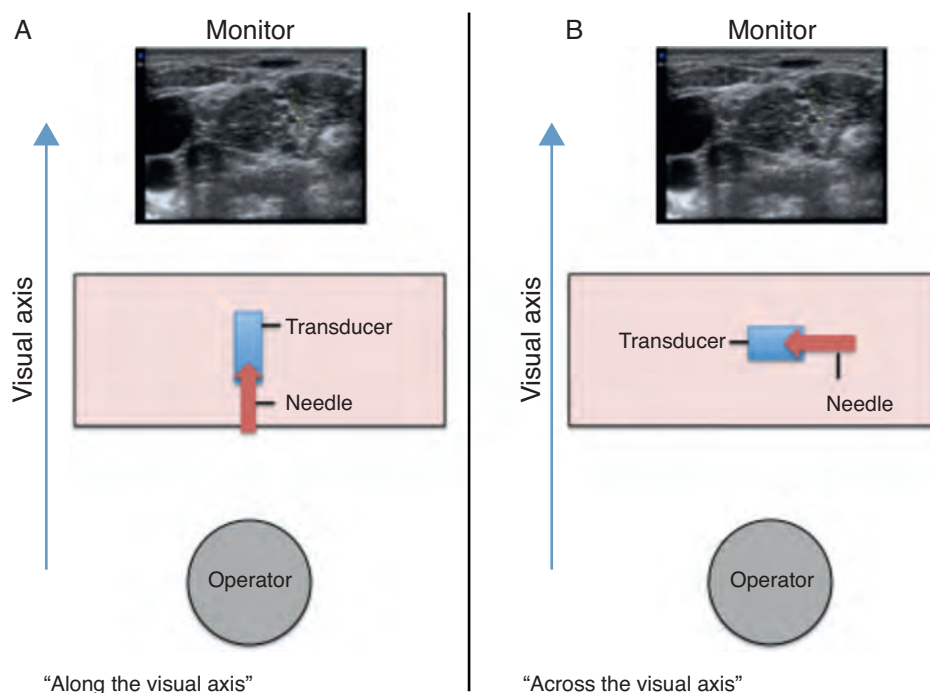 A
Monitor
Visual axis
Transducer
Needle
Operator
“Along the visual axis”
B
Monitor
Visual axis
Transducer
Needle
Operator
“Across the visual axis”